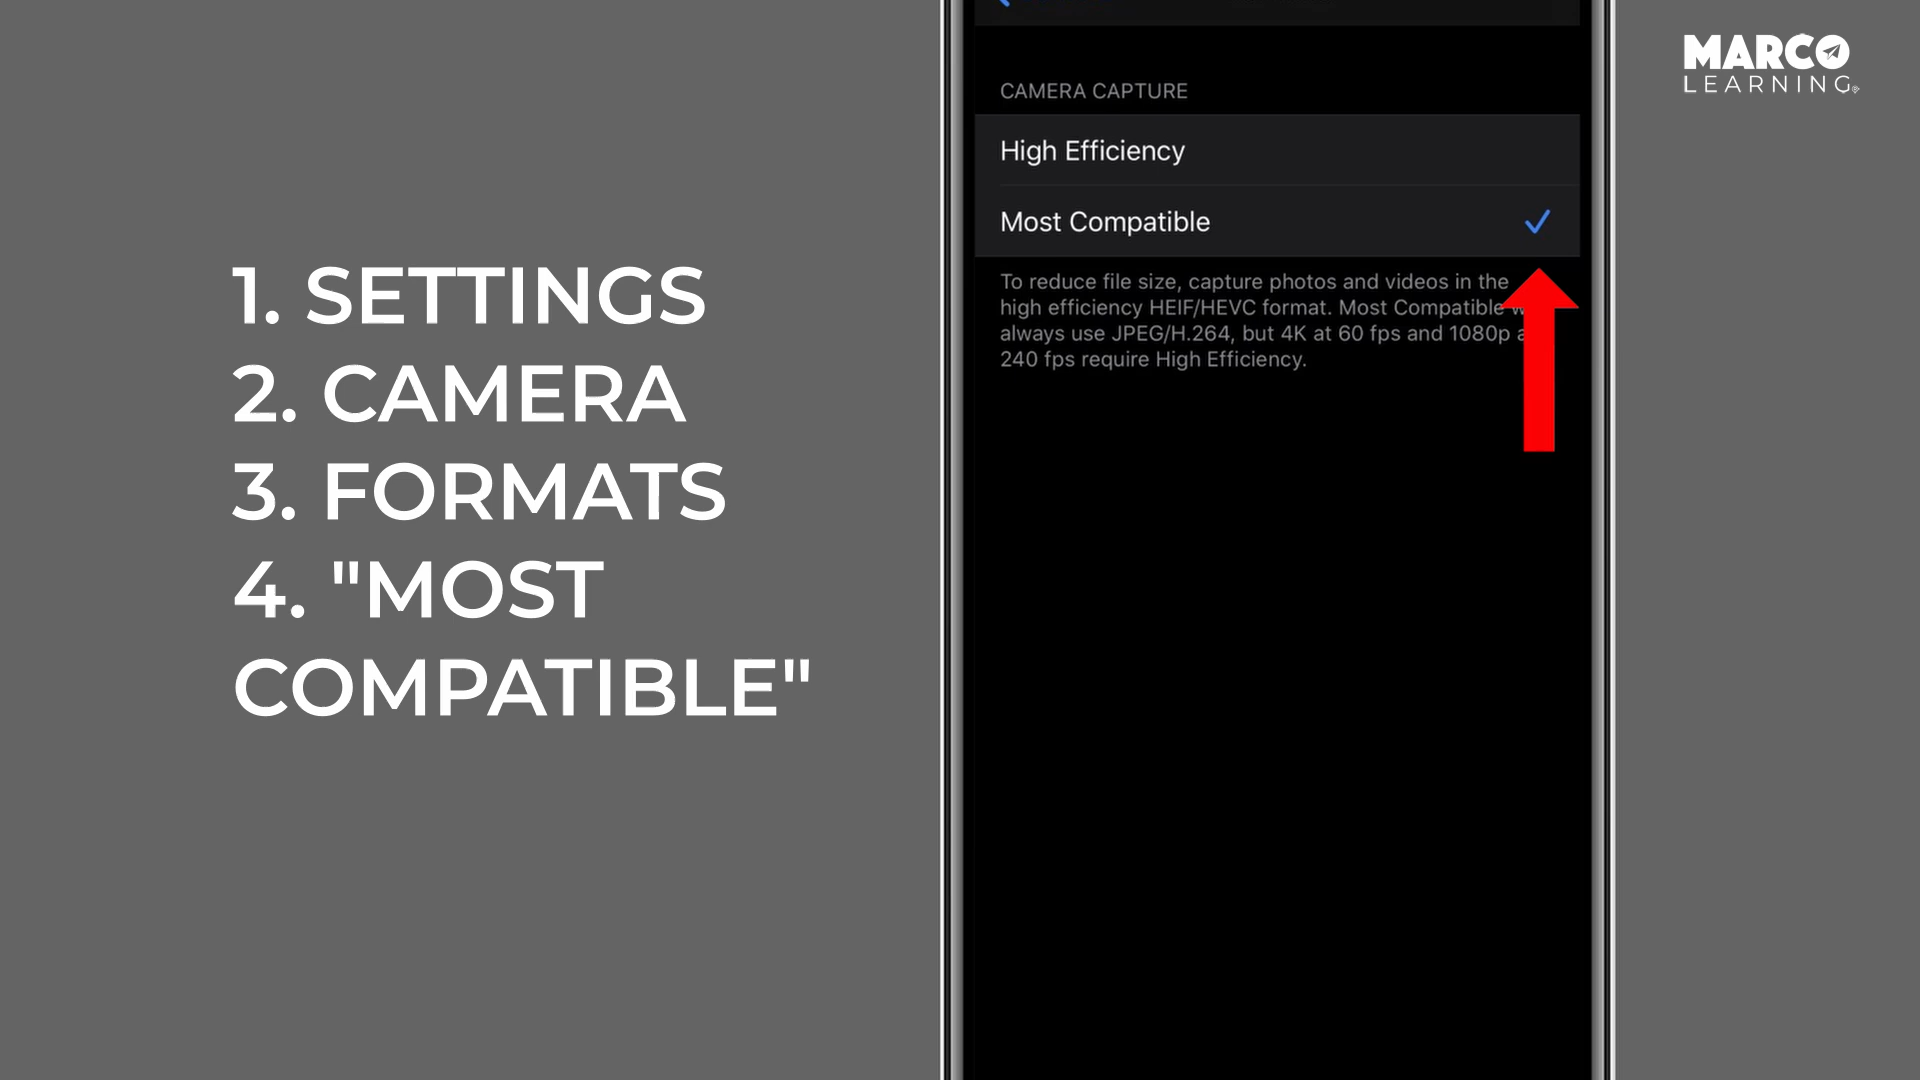 1. SETTINGS
2. CAMERA
3. FORMATS
4. "MOST
COMPATIBLE"
CAMERA CAPTURE
High Efficiency
Most Compatible
To reduce file size, capture photos and videos in the
high efficiency HEIF/HEVC format. Most Compatible
always use JPEG/H.264, but 4K at 60 fps and 1080p
240 fps require High Efficiency.
MARCO
LEARNING